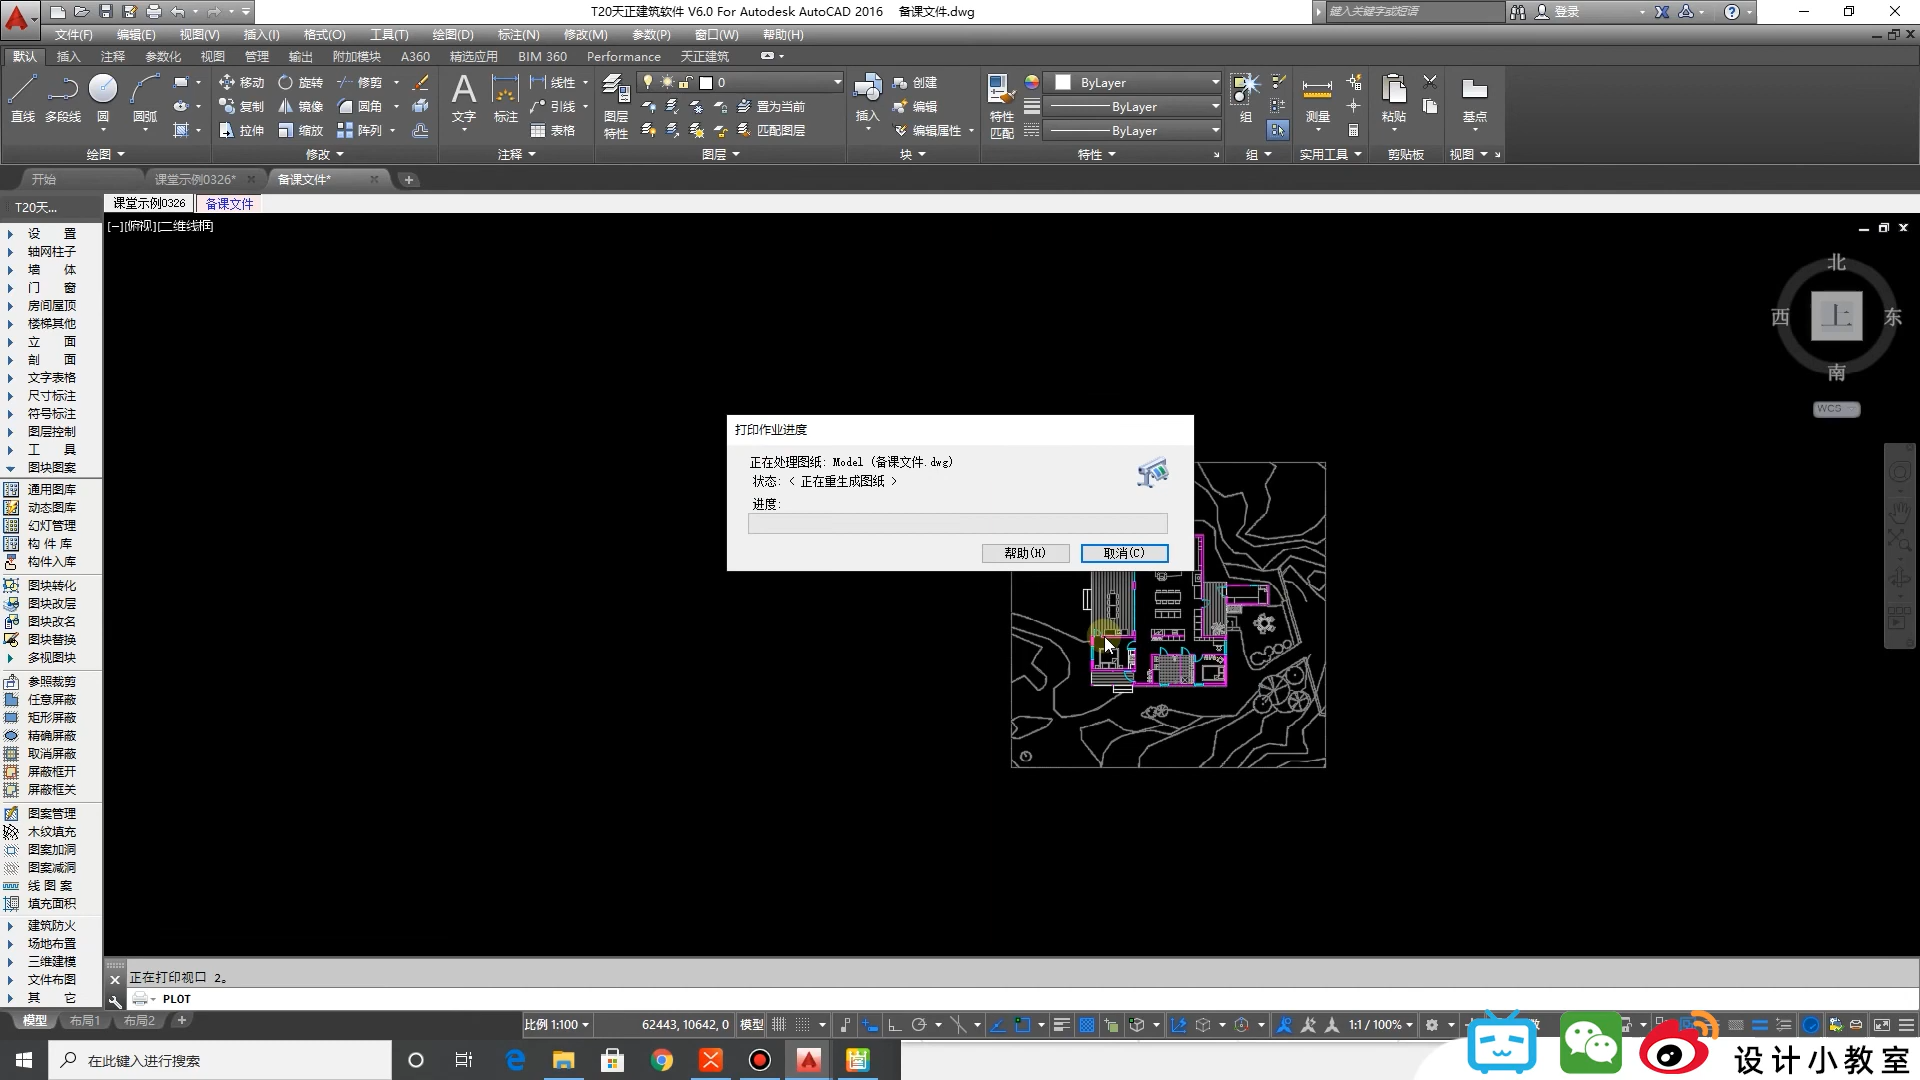 T20天正建筑软件 V6.0 For Autodesk AutoCAD 2016 备课文件.dwg
键入关键字或短语
登录
文件(F) 编辑(E) 视图(V) 插入(I) 格式(O) 工具(T) 绘图(D) 标注(N) 修改(M) 参数(P) 窗口(W) 帮助(H)
默认 插入 注释 参数化 视图 管理 输出 附加模块 A360 精选应用 BIM 360 Performance 天正建筑
直线 多段线 圆 圆弧
移动 旋转 修剪
复制 镜像 圆角
拉伸 缩放 阵列
文字 标注
线性
引线
表格
图层特性
0
置为当前
匹配图层
插入
创建
编辑
编辑属性
特性匹配
ByLayer
ByLayer
ByLayer
组 测量 粘贴 基点
绘图 修改 注释 图层 块 特性 组 实用工具 剪贴板 视图
开始 课堂示例0326* 备课文件*
T20天... 课堂示例0326 备课文件
[−][俯视][二维线框]
设 置
轴网柱子
墙 体
门 窗
房间屋顶
楼梯其他
立 面
剖 面
文字表格
尺寸标注
符号标注
图层控制
工 具
图块图案
通用图库
动态图库
幻灯管理
构 件 库
构件入库
图块转化
图块改层
图块改名
图块替换
多视图块
参照裁剪
任意屏蔽
矩形屏蔽
精确屏蔽
取消屏蔽
屏蔽框开
屏蔽框关
图案管理
木纹填充
图案加洞
图案减洞
线 图 案
填充面积
建筑防火
场地布置
三维建模
文件布图
其 它
北
西 上 东
南
WCS
打印作业进度
正在处理图纸: Model (备课文件.dwg)
状态: < 正在重生成图纸 >
进度:
帮助(H) 取消(C)
正在打印视口 2。
PLOT
模型 布局1 布局2
比例 1:100 62443, 10642, 0 模型 1:1 / 100%
在此键入进行搜索
设计小教室